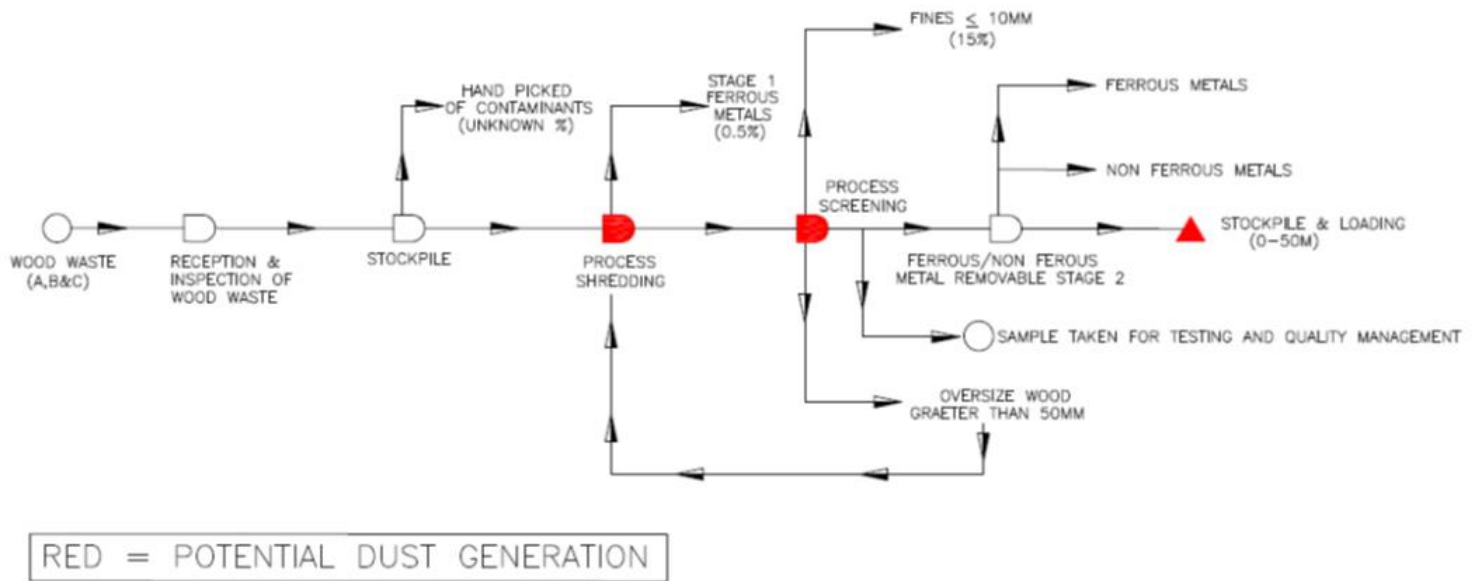 FINES ≤ 10MM
(15%)
HAND PICKED
OF CONTAMINANTS
(UNKNOWN %)
STAGE 1
FERROUS
METALS
(0.5%)
FERROUS METALS
NON FERROUS METALS
PROCESS
SCREENING
WOOD WASTE
(A,B&C)
RECEPTION &
INSPECTION OF
WOOD WASTE
STOCKPILE
PROCESS
SHREDDING
FERROUS/NON FEROUS
METAL REMOVABLE STAGE 2
STOCKPILE & LOADING
(0-50M)
SAMPLE TAKEN FOR TESTING AND QUALITY MANAGEMENT
OVERSIZE WOOD
GRAETER THAN 50MM
RED = POTENTIAL DUST GENERATION